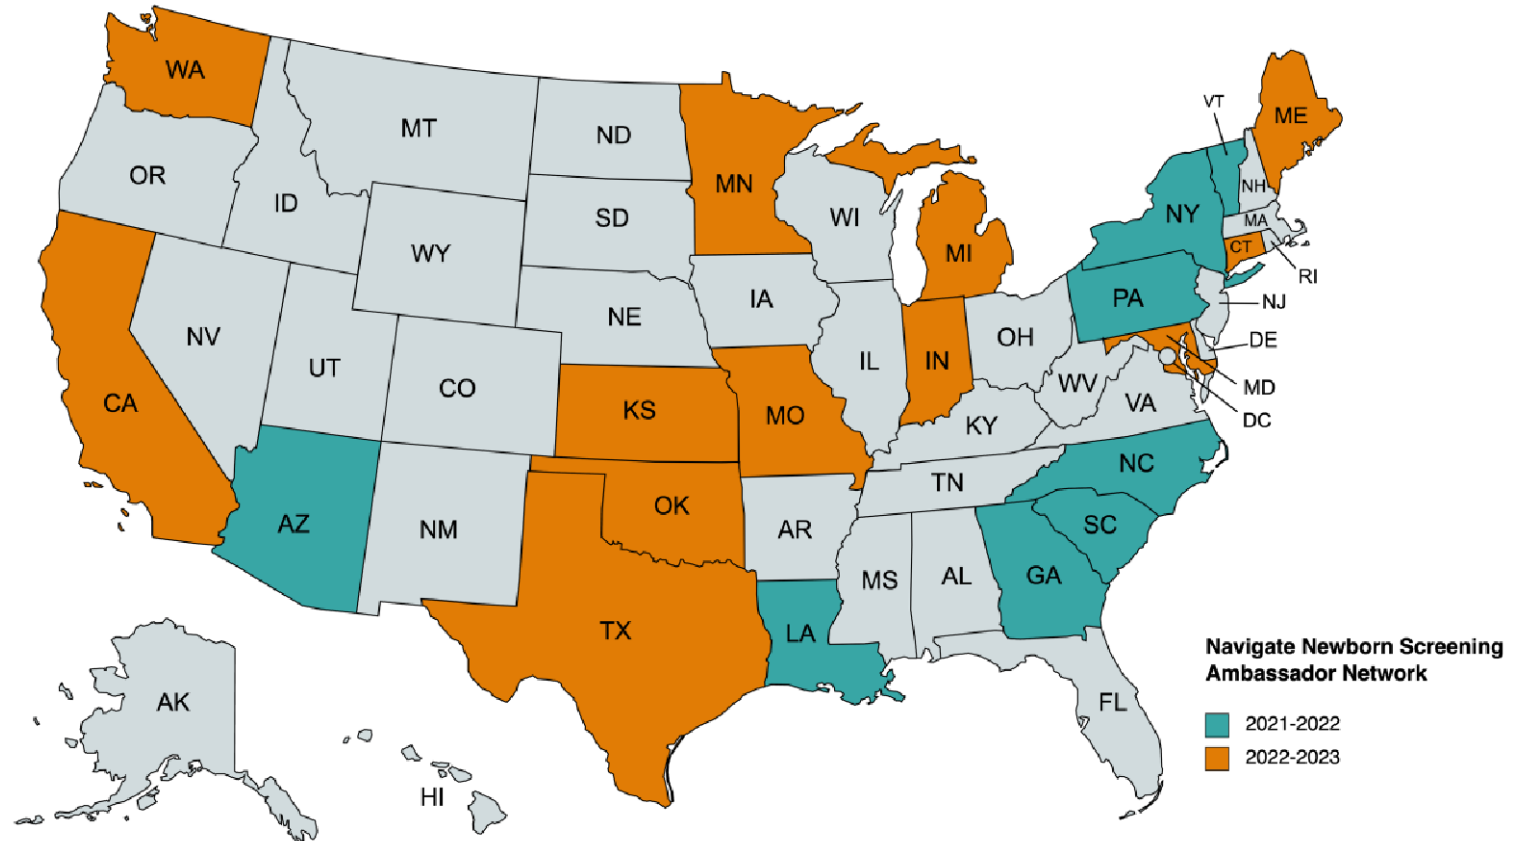 WA
MT
ND
MN
OR
ID
SD
WI
WY
MI
VT
ME
NH
NY
MA
CT
RI
NV
NE
IA
PA
NJ
UT
CO
IL
IN
OH
DE
CA
KS
MO
WV
VA
MD
KY
DC
AZ
NM
OK
AR
TN
NC
SC
MS
AL
GA
TX
LA
FL
AK
HI
Navigate Newborn Screening
Ambassador Network
2021-2022
2022-2023